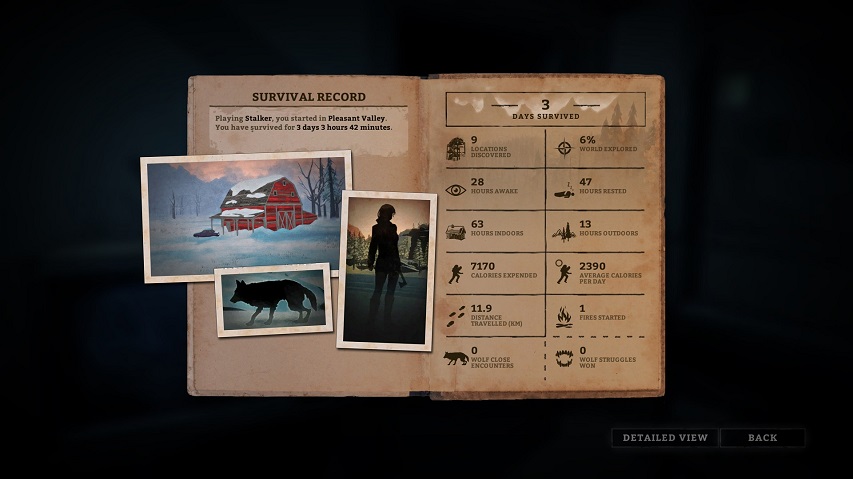 SURVIVAL RECORD
Playing Stalker, you started in Pleasant Valley.
You have survived for 3 days 3 hours 42 minutes.
3
DAYS SURVIVED
9
LOCATIONS
DISCOVERED
6%
WORLD EXPLORED
28
HOURS AWAKE
47
HOURS RESTED
63
HOURS INDOORS
13
HOURS OUTDOORS
7170
CALORIES EXPENDED
2390
AVERAGE CALORIES
PER DAY
11.9
DISTANCE
TRAVELLED (KM)
1
FIRES STARTED
0
WOLF CLOSE
ENCOUNTERS
0
WOLF STRUGGLES
WON
DETAILED VIEW
BACK